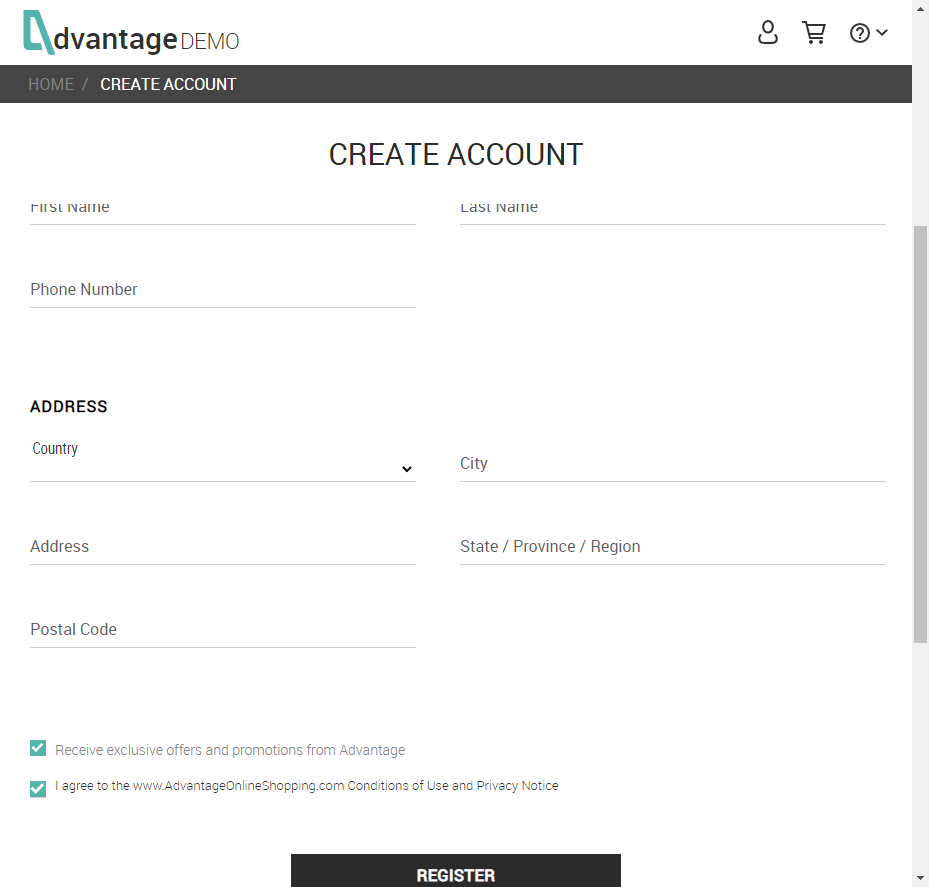 dvantage DEMO
HOME / CREATE ACCOUNT
CREATE ACCOUNT
First Name Last Name
Phone Number
ADDRESS
Country
City
Address State / Province / Region
Postal Code
Receive exclusive offers and promotions from Advantage
I agree to the www.AdvantageOnlineShopping.com Conditions of Use and Privacy Notice
REGISTER